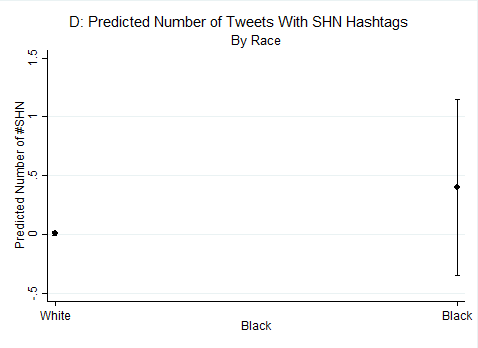 D: Predicted Number of Tweets With SHN Hashtags
By Race
Predicted Number of #SHN
1.5
1
.5
0
-.5
White
Black
Black